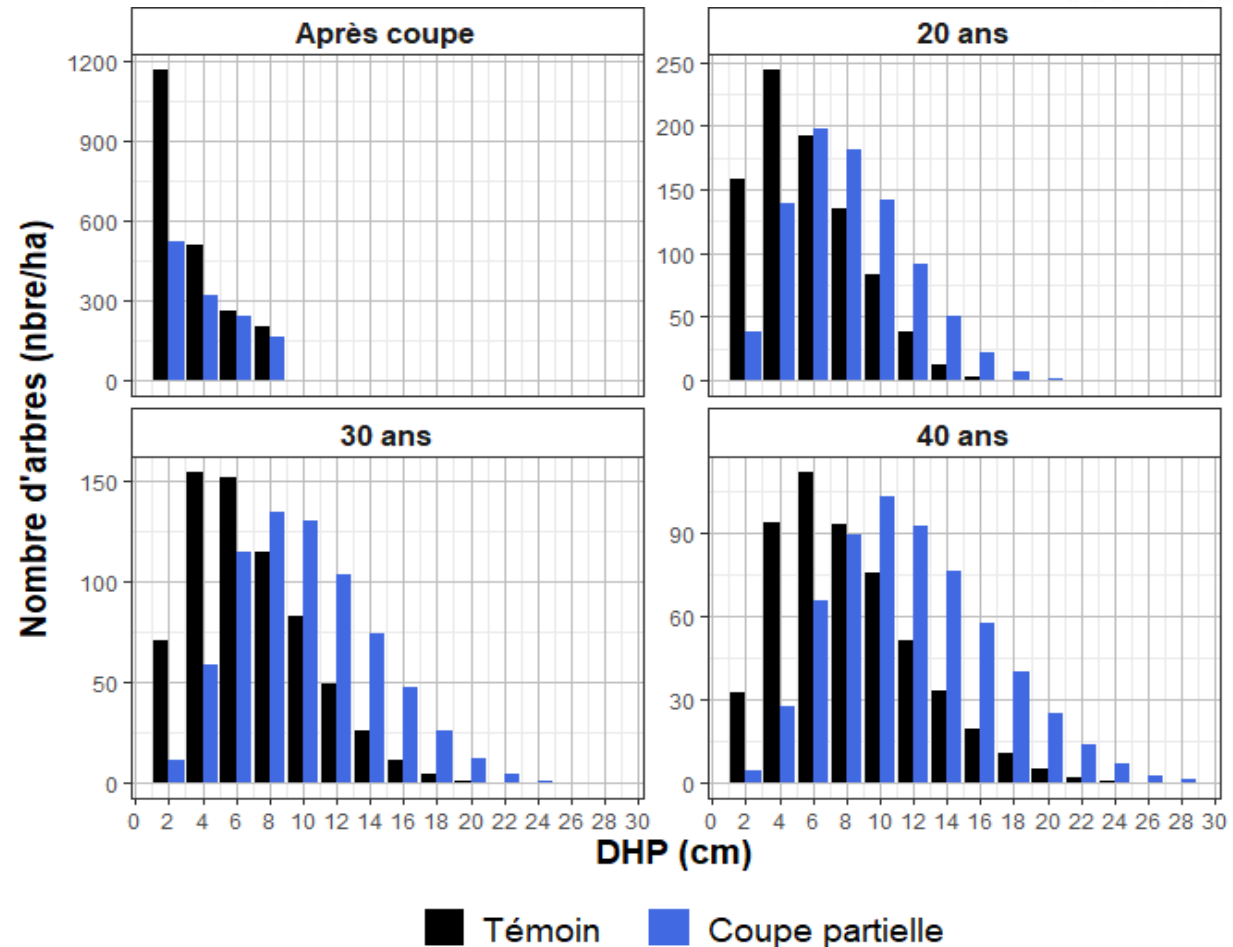 Après coupe
20 ans
1200
900
600
300
0
250
200
150
100
50
0
30 ans
40 ans
150
100
50
0
90
60
30
0
0 2 4 6 8 10 12 14 16 18 20 22 24 26 28 30
0 2 4 6 8 10 12 14 16 18 20 22 24 26 28 30
Nombre d'arbres (nbre/ha)
DHP (cm)
Témoin Coupe partielle